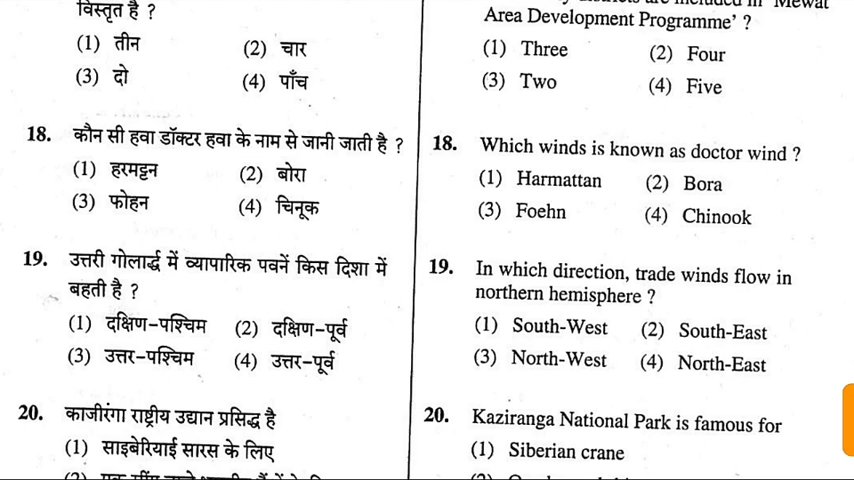 विस्तृत है ?
(1) तीन (2) चार
(3) दो (4) पाँच
18. कौन सी हवा डॉक्टर हवा के नाम से जानी जाती है ?
(1) हरमट्टन (2) बोरा
(3) फोहन (4) चिनूक
19. उत्तरी गोलार्द्ध में व्यापारिक पवनें किस दिशा में
बहती है ?
(1) दक्षिण-पश्चिम (2) दक्षिण-पूर्व
(3) उत्तर-पश्चिम (4) उत्तर-पूर्व
20. काजीरंगा राष्ट्रीय उद्यान प्रसिद्ध है
(1) साइबेरियाई सारस के लिए
districts are included in 'Mewat
Area Development Programme' ?
(1) Three (2) Four
(3) Two (4) Five
18. Which winds is known as doctor wind ?
(1) Harmattan (2) Bora
(3) Foehn (4) Chinook
19. In which direction, trade winds flow in
northern hemisphere ?
(1) South-West (2) South-East
(3) North-West (4) North-East
20. Kaziranga National Park is famous for
(1) Siberian crane